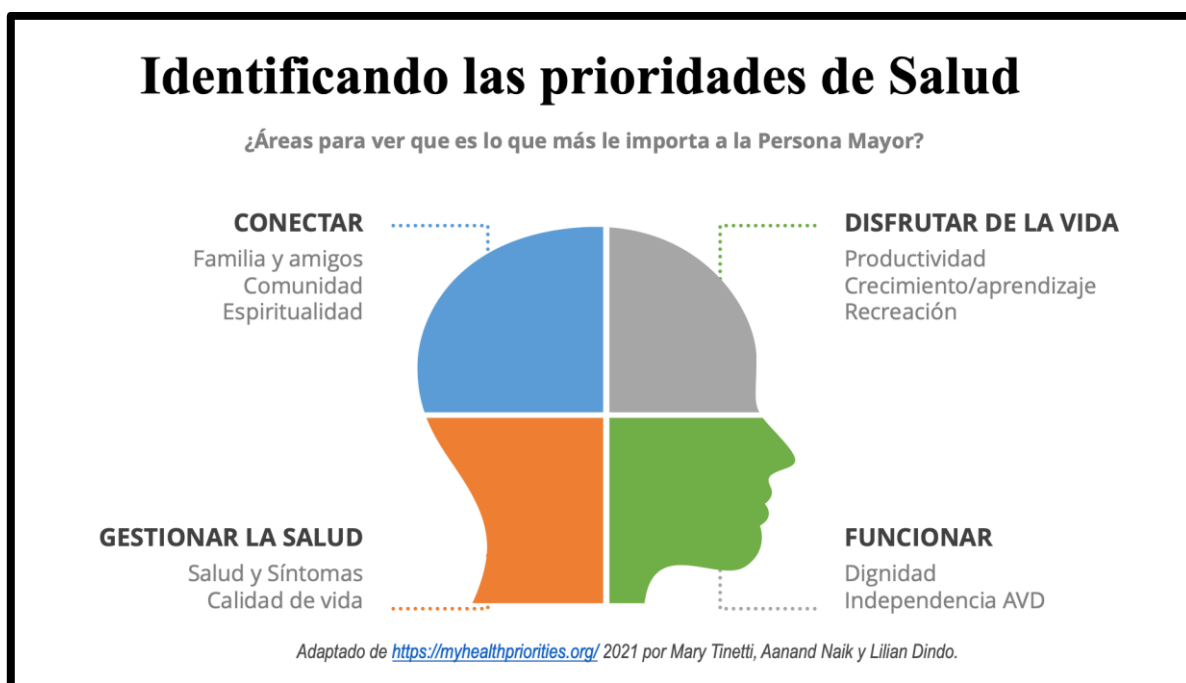 Identificando las prioridades de Salud
¿Áreas para ver que es lo que más le importa a la Persona Mayor?
CONECTAR
Familia y amigos
Comunidad
Espiritualidad
DISFRUTAR DE LA VIDA
Productividad
Crecimiento/aprendizaje
Recreación
GESTIONAR LA SALUD
Salud y Síntomas
Calidad de vida
FUNCIONAR
Dignidad
Independencia AVD
Adaptado de https://myhealthpriorities.org/ 2021 por Mary Tinetti, Aanand Naik y Lilian Dindo.